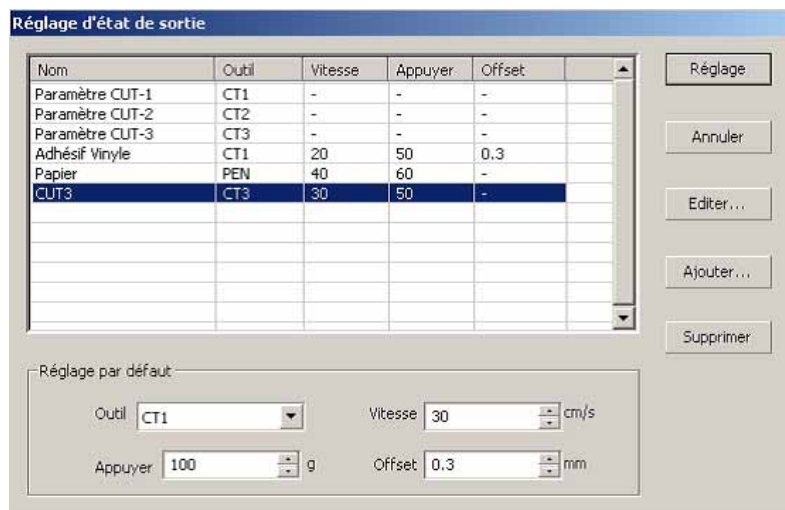 Réglage d'état de sortie
Nom Outil Vitesse Appuyer Offset
Paramètre CUT-1 CT1 - - -
Paramètre CUT-2 CT2 - - -
Paramètre CUT-3 CT3 - - -
Adhésif Vinyle CT1 20 50 0.3
Papier PEN 40 60 -
CUT3 CT3 30 50 -
Réglage
Annuler
Editer...
Ajouter...
Supprimer
Réglage par défaut
Outil CT1 Vitesse 30 cm/s
Appuyer 100 g Offset 0.3 mm